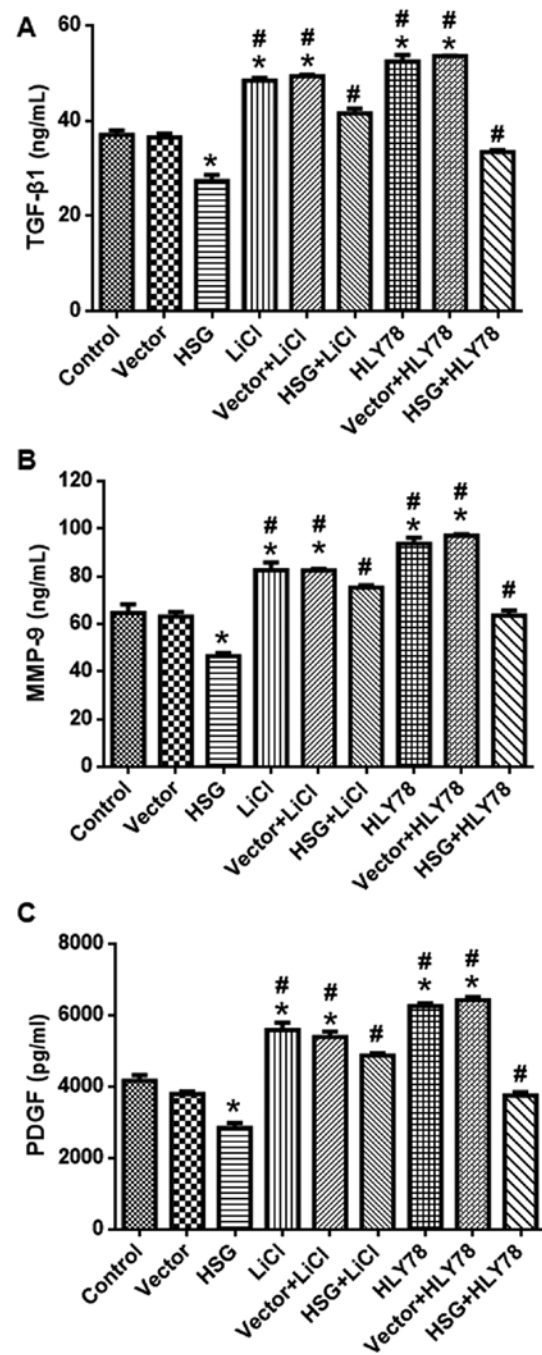 A
TGF-β1 (ng/mL)
60
40
20
0
# # # # # #
* * * * *
Control Vector HSG LiCl Vector+LiCl HSG+LiCl HLY78 Vector+HLY78 HSG+HLY78
B
MMP-9 (ng/mL)
120
100
80
60
40
20
0
# # # # # #
* * * * *
Control Vector HSG LiCl Vector+LiCl HSG+LiCl HLY78 Vector+HLY78 HSG+HLY78
C
PDGF (pg/ml)
8000
6000
4000
2000
0
# # # # # #
* * * * *
Control Vector HSG LiCl Vector+LiCl HSG+LiCl HLY78 Vector+HLY78 HSG+HLY78